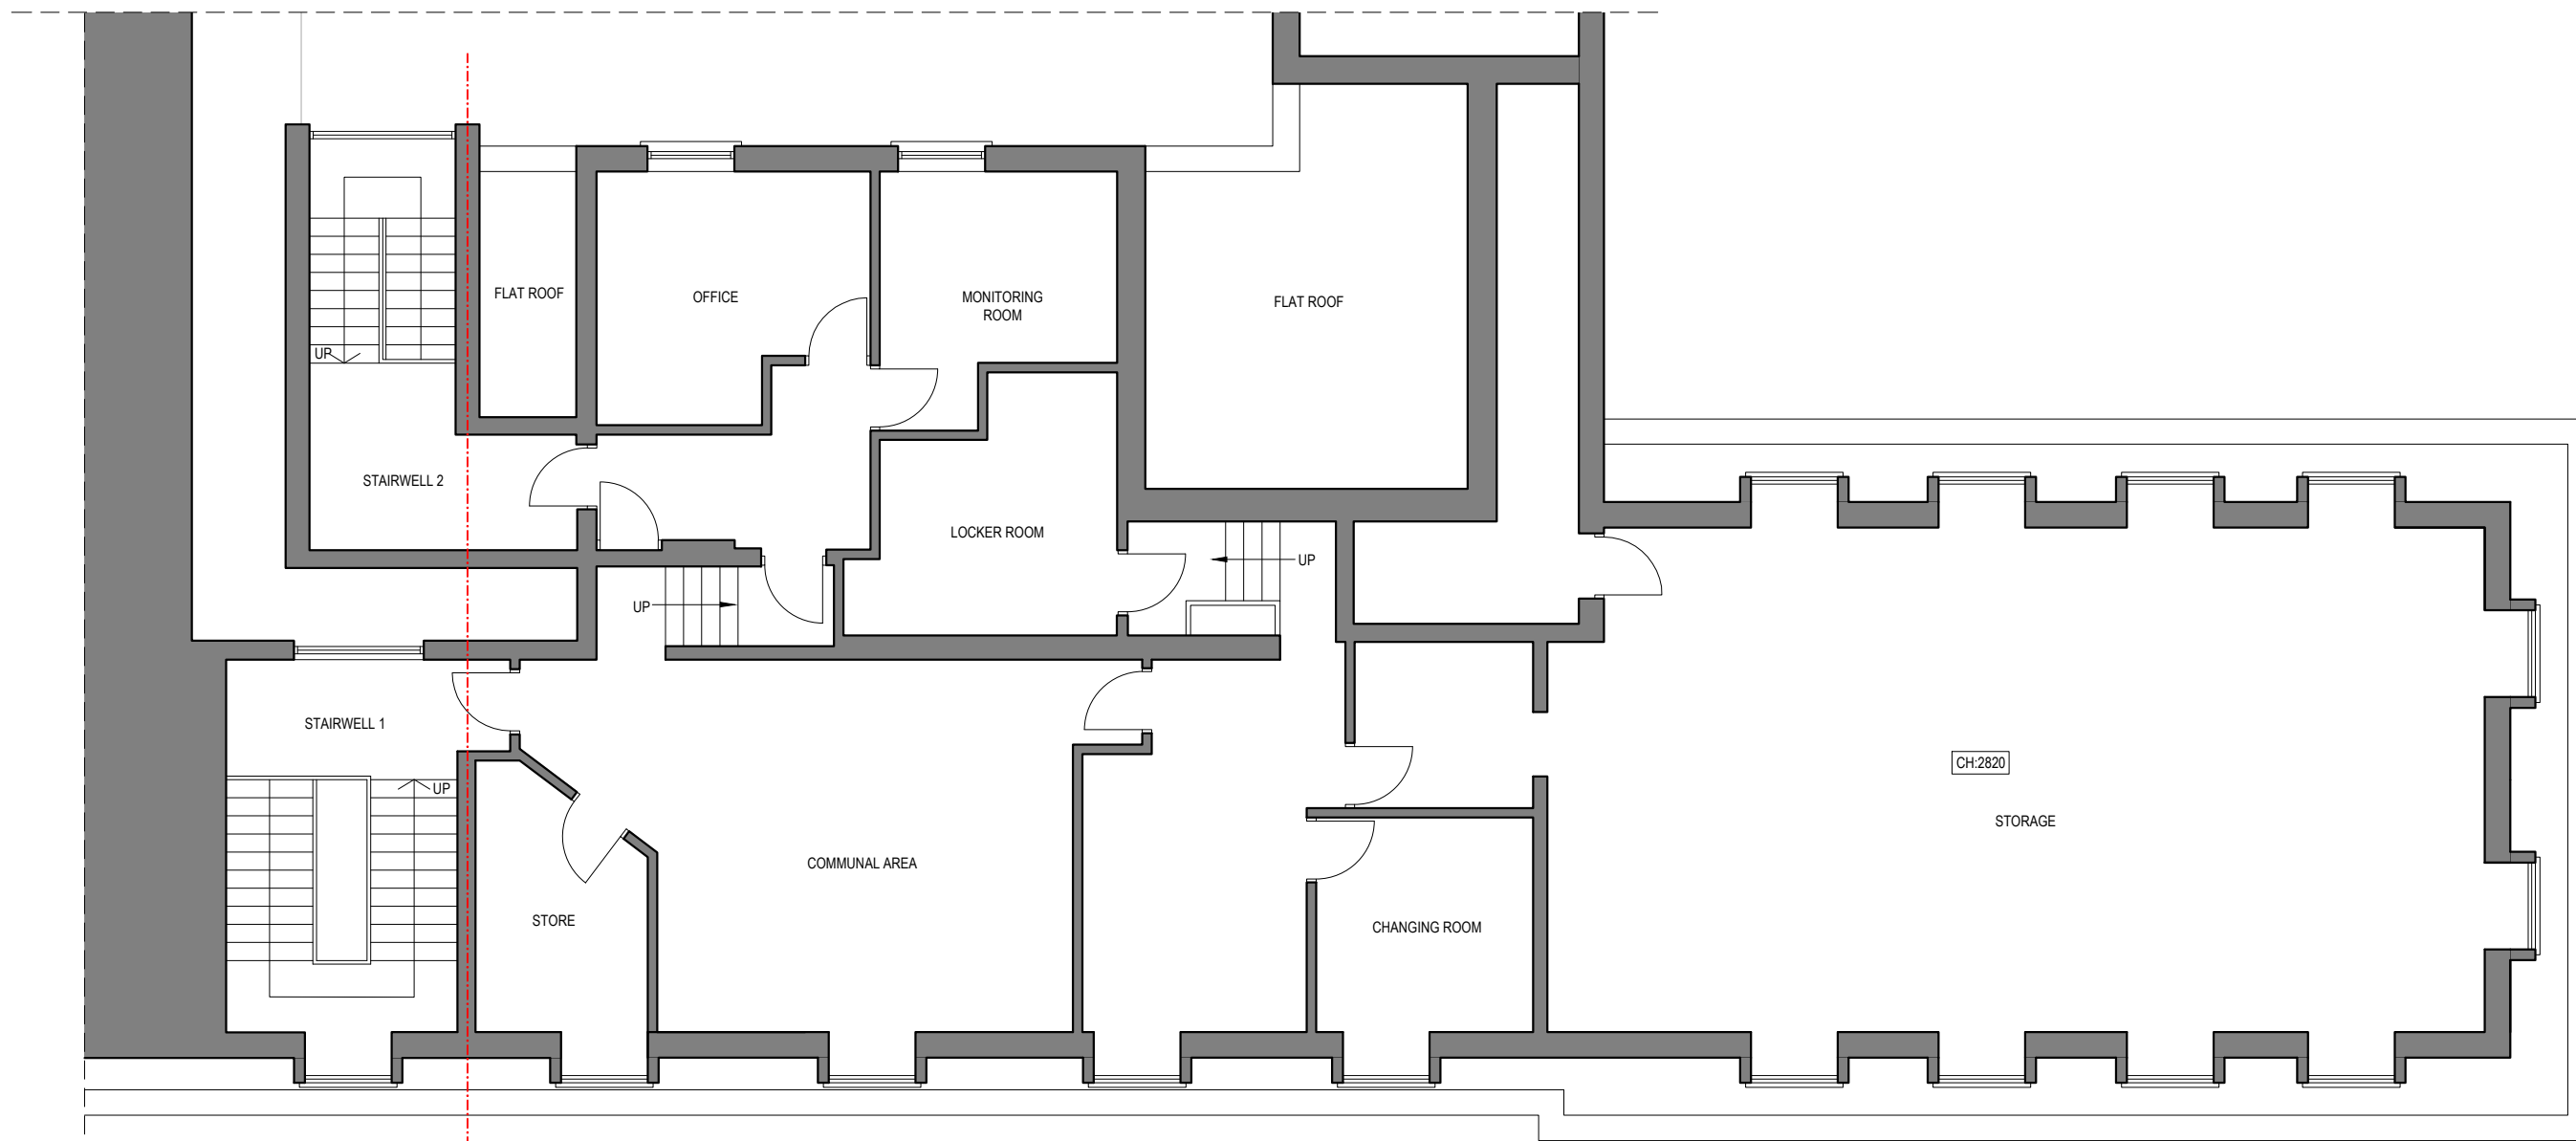 FLAT ROOF
OFFICE
MONITORING
ROOM
FLAT ROOF
UP
STAIRWELL 2
LOCKER ROOM
UP
UP
STAIRWELL 1
UP
CH:2820
STORAGE
COMMUNAL AREA
STORE
CHANGING ROOM